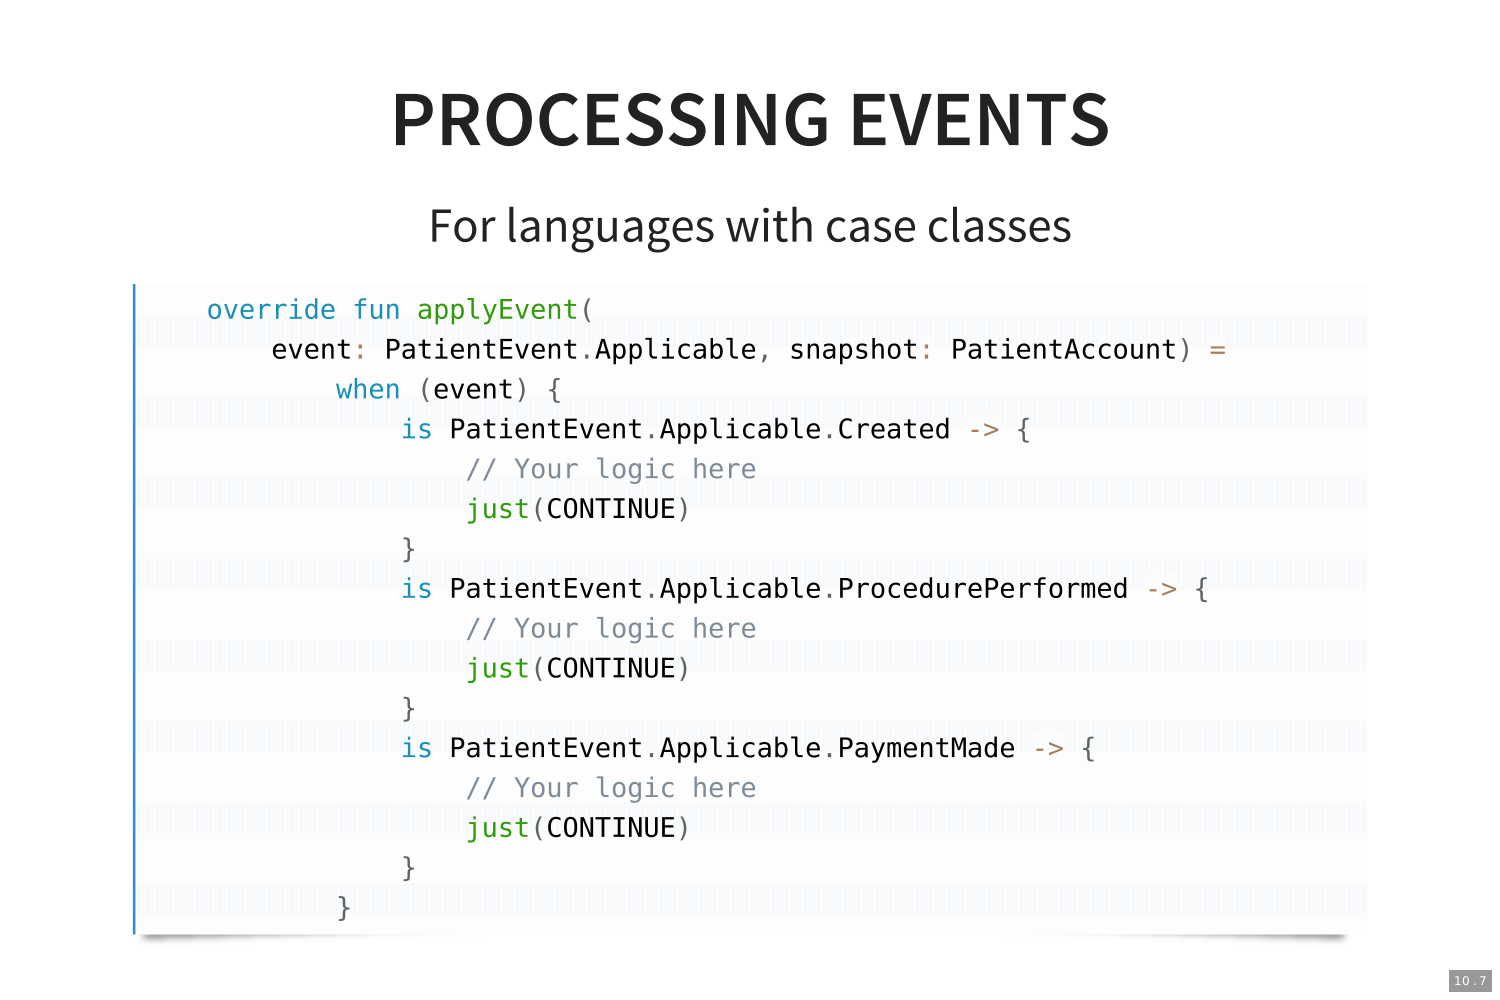 PROCESSING EVENTS
For languages with case classes
override fun applyEvent(
    event: PatientEvent.Applicable, snapshot: PatientAccount) =
        when (event) {
            is PatientEvent.Applicable.Created -> {
                // Your logic here
                just(CONTINUE)
            }
            is PatientEvent.Applicable.ProcedurePerformed -> {
                // Your logic here
                just(CONTINUE)
            }
            is PatientEvent.Applicable.PaymentMade -> {
                // Your logic here
                just(CONTINUE)
            }
        }
10.7